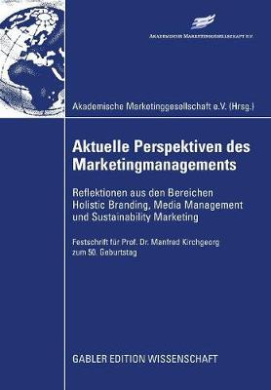 AKADEMISCHE MARKETINGGESELLSCHAFT E.V.
Akademische Marketinggesellschaft e.V. (Hrsg.)
Aktuelle Perspektiven des
Marketingmanagements
Reflektionen aus den Bereichen
Holistic Branding, Media Management
und Sustainability Marketing
Festschrift für Prof. Dr. Manfred Kirchgeorg
zum 50. Geburtstag
GABLER EDITION WISSENSCHAFT